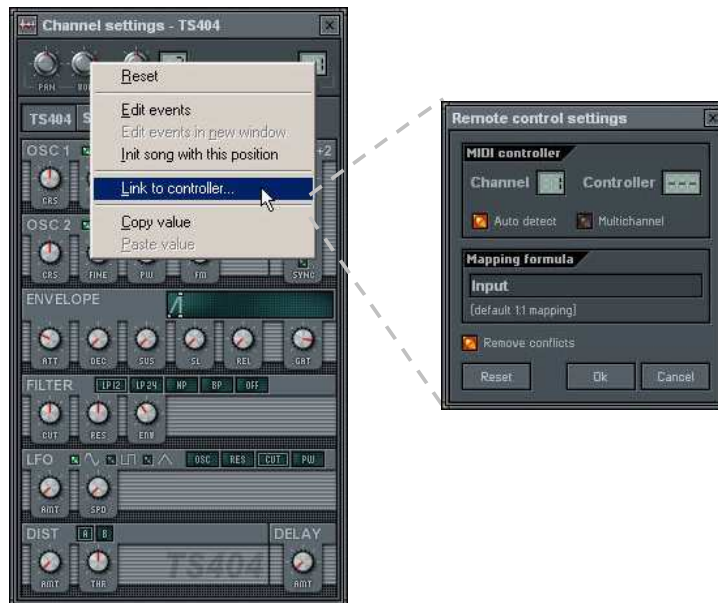 Channel settings - TS404
PAN
TS404
Reset
Edit events
Edit events in new window
Init song with this position
Link to controller...
Copy value
Paste value
OSC 1
+2
CRS
OSC 2
CRS FINE PW FM SYNC
ENVELOPE
ATT DEC SUS SL REL GAT
FILTER LP12 LP24 HP BP OFF
CUT RES ENV
LFO OSC RES CUT PW
AMT SPD
DIST A B DELAY
TS404
AMT THR AMT
Remote control settings
MIDI controller
Channel Controller ---
Auto detect Multichannel
Mapping formula
Input
(default 1:1 mapping)
Remove conflicts
Reset Ok Cancel